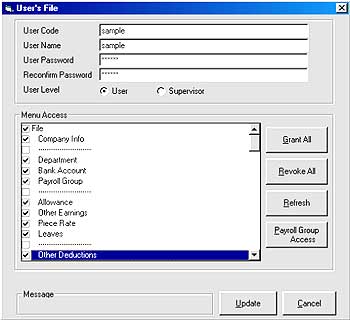 User's File
User Code sample
User Name sample
User Password ******
Reconfirm Password ******
User Level User Supervisor
Menu Access
File
Company Info
--------------------
Department
Bank Account
Payroll Group
--------------------
Allowance
Other Earnings
Piece Rate
Leaves
--------------------
Other Deductions
Grant All
Revoke All
Refresh
Payroll Group
Access
Message
Update
Cancel